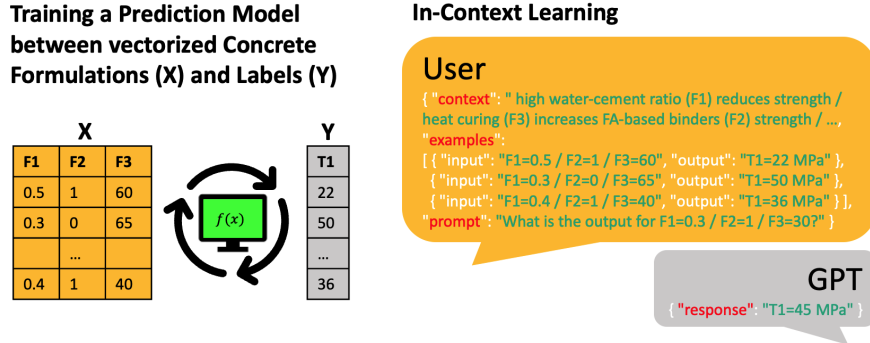 Training a Prediction Model
between vectorized Concrete
Formulations (X) and Labels (Y)
X
Y
F1 F2 F3
T1
0.5 1 60
22
0.3 0 65
50
...
...
0.4 1 40
36
f(x)
In-Context Learning
User
{ "context": " high water-cement ratio (F1) reduces strength /
heat curing (F3) increases FA-based binders (F2) strength / ...,
"examples":
[ { "input": "F1=0.5 / F2=1 / F3=60", "output": "T1=22 MPa" },
{ "input": "F1=0.3 / F2=0 / F3=65", "output": "T1=50 MPa" },
{ "input": "F1=0.4 / F2=1 / F3=40", "output": "T1=36 MPa" } ],
"prompt": "What is the output for F1=0.3 / F2=1 / F3=30?" }
GPT
{ "response": "T1=45 MPa" }